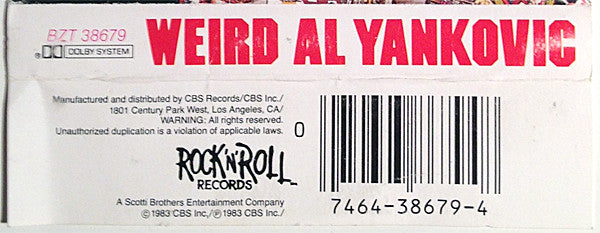 BZT 38679
DOLBY SYSTEM
WEIRD AL YANKOVIC
Manufactured and distributed by CBS Records/CBS Inc./
1801 Century Park West, Los Angeles, CA/
WARNING: All rights reserved.
Unauthorized duplication is a violation of applicable laws.
0
ROCK 'N' ROLL
RECORDS
A Scotti Brothers Entertainment Company
© 1983 CBS Inc./℗ 1983 CBS Inc./
7464-38679-4